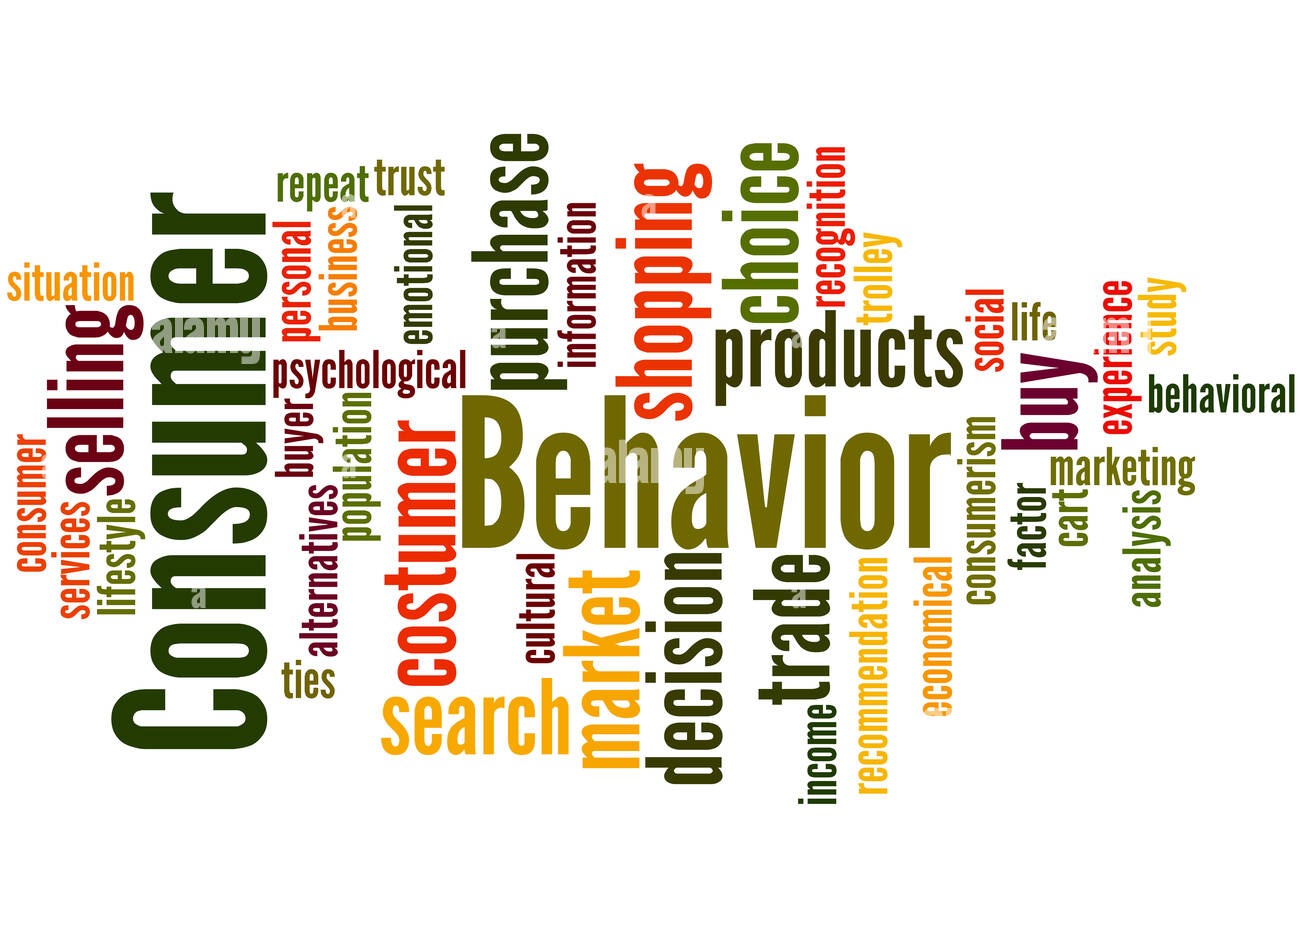 situation
selling
consumer
services
lifestyle
Consumer
repeat
trust
personal
business
emotional
psychological
buyer
population
alternatives
ties
costumer
search
purchase
information
shopping
choice
recognition
trolley
products
Behavior
cultural
market
decision
trade
income
recommendation
economical
social
life
buy
experience
study
behavioral
consumerism
marketing
factor
cart
analysis
alamy
alamy
a
a
a